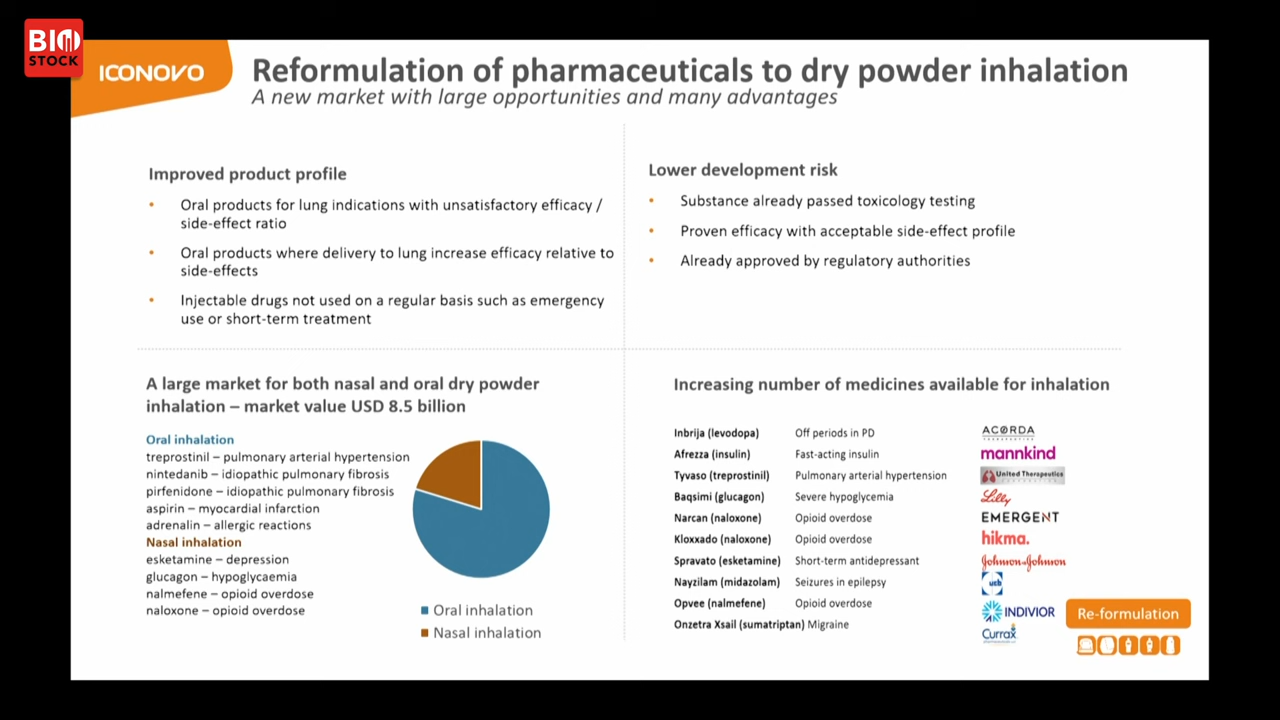 BIO
STOCK
ICONOVO
Reformulation of pharmaceuticals to dry powder inhalation
A new market with large opportunities and many advantages
Improved product profile
• Oral products for lung indications with unsatisfactory efficacy /
side-effect ratio
• Oral products where delivery to lung increase efficacy relative to
side-effects
• Injectable drugs not used on a regular basis such as emergency
use or short-term treatment
Lower development risk
• Substance already passed toxicology testing
• Proven efficacy with acceptable side-effect profile
• Already approved by regulatory authorities
A large market for both nasal and oral dry powder
inhalation – market value USD 8.5 billion
Oral inhalation
treprostinil – pulmonary arterial hypertension
nintedanib – idiopathic pulmonary fibrosis
pirfenidone – idiopathic pulmonary fibrosis
aspirin – myocardial infarction
adrenalin – allergic reactions
Nasal inhalation
esketamine – depression
glucagon – hypoglycaemia
nalmefene – opioid overdose
naloxone – opioid overdose
Oral inhalation
Nasal inhalation
Increasing number of medicines available for inhalation
Inbrija (levodopa) Off periods in PD ACORDA
THERAPEUTICS
Afrezza (insulin) Fast-acting insulin mannkind
Tyvaso (treprostinil) Pulmonary arterial hypertension United Therapeutics
CORPORATION
Baqsimi (glucagon) Severe hypoglycemia Lilly
Narcan (naloxone) Opioid overdose EMERGENT
Kloxxado (naloxone) Opioid overdose hikma.
Spravato (esketamine) Short-term antidepressant Johnson & Johnson
Nayzilam (midazolam) Seizures in epilepsy ucb
Opvee (nalmefene) Opioid overdose INDIVIOR
Onzetra Xsail (sumatriptan) Migraine Currax
Re-formulation